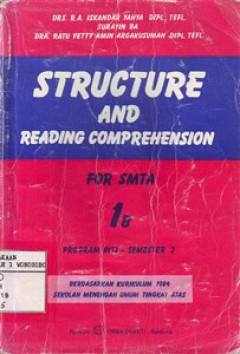 DRS. R.A. ISKANDAR YAHYA DIPL. TEFL.
SURAYIN BA
DRA. RATU YETTY AMIN ARGAKUSUMAH DIPL. TEFL.
STRUCTURE
AND
READING COMPREHENSION
FOR SMTA
1
PROGRAM INTI - SEMESTER 2
BERDASARKAN KURIKULUM 1984
SEKOLAH MENENGAH UMUM TINGKAT ATAS